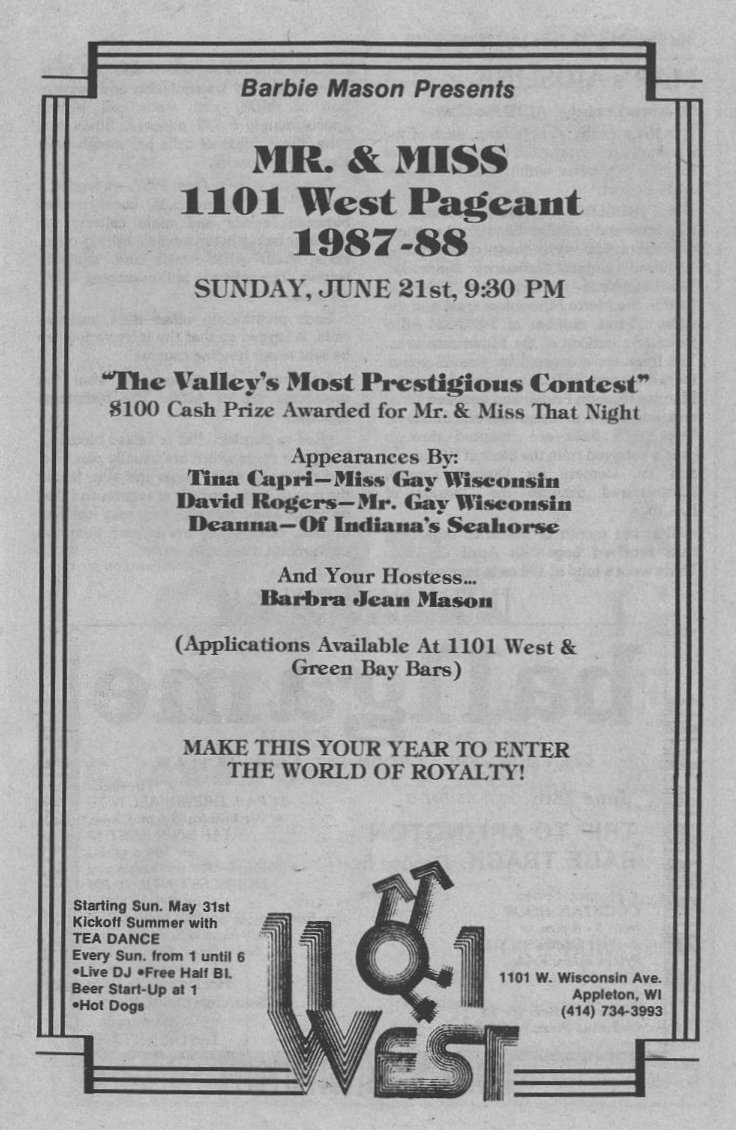 Barbie Mason Presents
MR. & MISS
1101 West Pageant
1987-88
SUNDAY, JUNE 21st, 9:30 PM
“The Valley’s Most Prestigious Contest”
$100 Cash Prize Awarded for Mr. & Miss That Night
Appearances By:
Tina Capri—Miss Gay Wisconsin
David Rogers—Mr. Gay Wisconsin
Deanna—Of Indiana’s Seahorse
And Your Hostess...
Barbra Jean Mason
(Applications Available At 1101 West &
Green Bay Bars)
MAKE THIS YOUR YEAR TO ENTER
THE WORLD OF ROYALTY!
Starting Sun. May 31st
Kickoff Summer with
TEA DANCE
Every Sun. from 1 until 6
•Live DJ •Free Half Bl.
Beer Start-Up at 1
•Hot Dogs
1101
WEST
1101 W. Wisconsin Ave.
Appleton, WI
(414) 734-3993